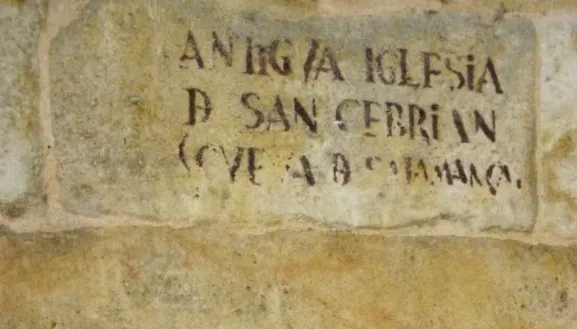 ANTIGVA IGLESIA
D SAN CEBRIAN
(CVEVA D SALAMANCA.